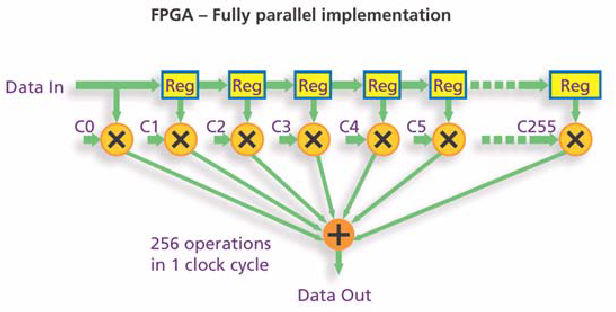 FPGA – Fully parallel implementation
Data In
Reg Reg Reg Reg Reg Reg
C0 C1 C2 C3 C4 C5 C255
256 operations
in 1 clock cycle
Data Out